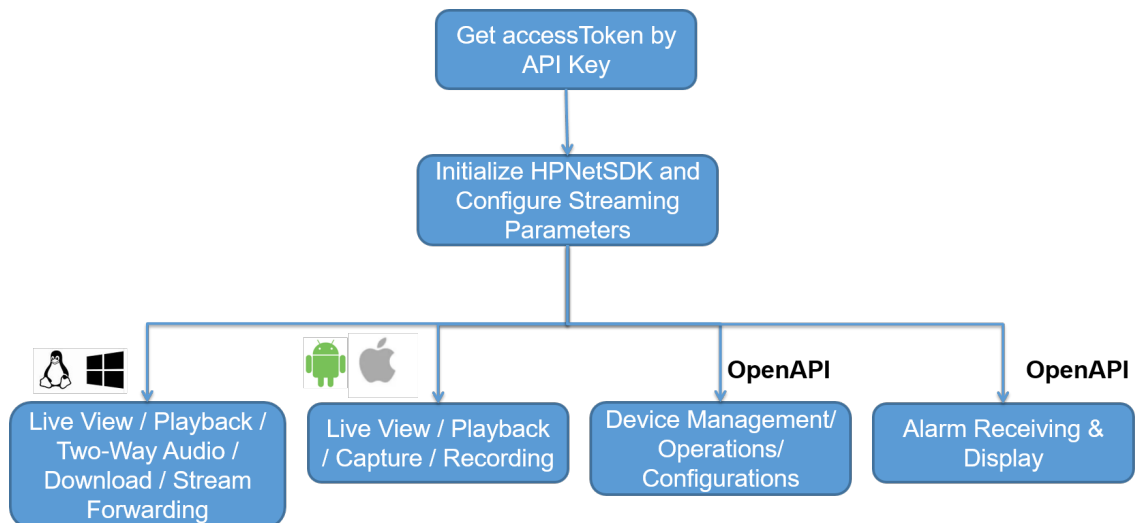 Get accessToken by
API Key
Initialize HPNetSDK and
Configure Streaming
Parameters
OpenAPI
OpenAPI
Live View / Playback /
Two-Way Audio /
Download / Stream
Forwarding
Live View / Playback
/ Capture / Recording
Device Management/
Operations/
Configurations
Alarm Receiving &
Display